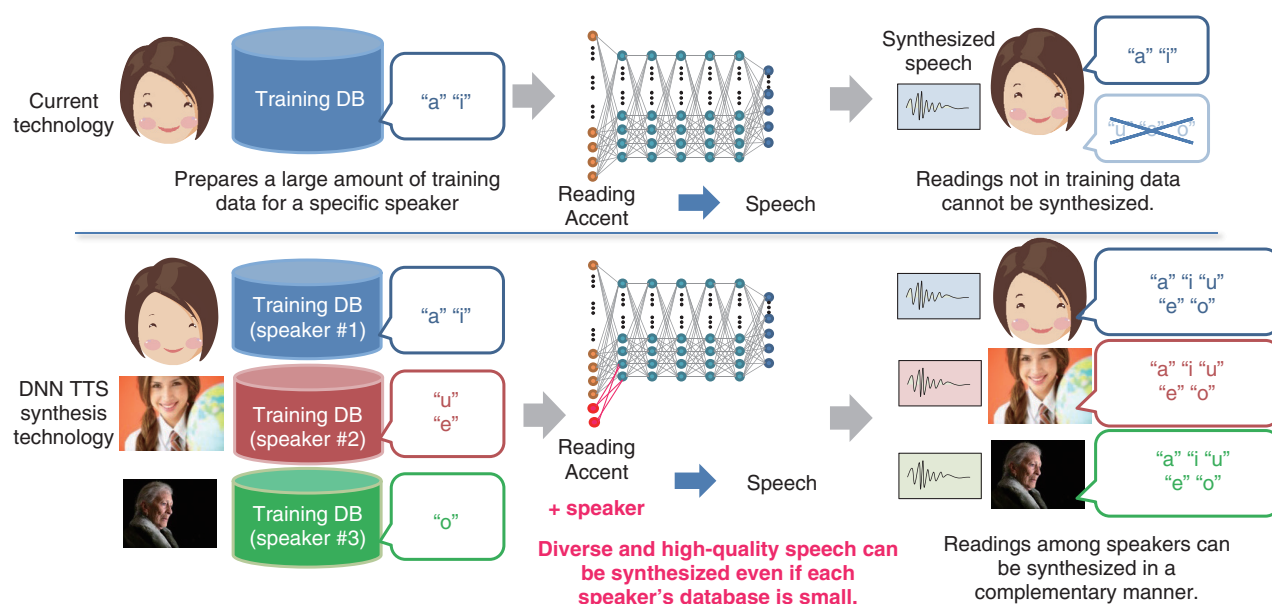 Current
technology
Training DB
“a” “i”
Prepares a large amount of training
data for a specific speaker
Reading
Accent
Speech
Synthesized
speech
“a” “i”
“u” “e” “o”
Readings not in training data
cannot be synthesized.
DNN TTS
synthesis
technology
Training DB
(speaker #1)
“a” “i”
Training DB
(speaker #2)
“u”
“e”
Training DB
(speaker #3)
“o”
Reading
Accent
+ speaker
Speech
Diverse and high-quality speech can
be synthesized even if each
speaker’s database is small.
“a” “i “u”
“e” “o”
“a” “i “u”
“e” “o”
“a” “i “u”
“e” “o”
Readings among speakers can
be synthesized in a
complementary manner.